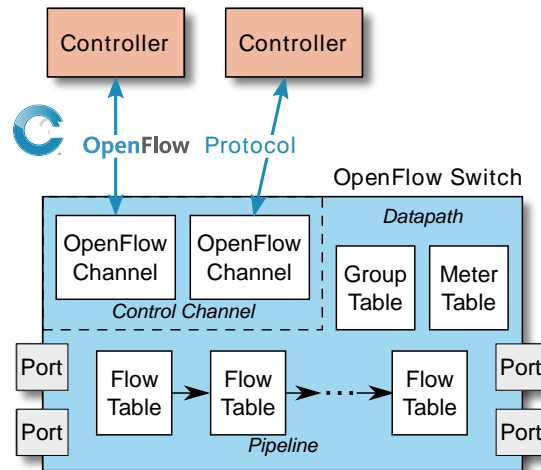 Controller
Controller
OpenFlow Protocol
TM
OpenFlow Switch
Datapath
OpenFlow
Channel
OpenFlow
Channel
Control Channel
Group
Table
Meter
Table
Port
Port
Flow
Table
Flow
Table
...
Flow
Table
Port
Port
Pipeline